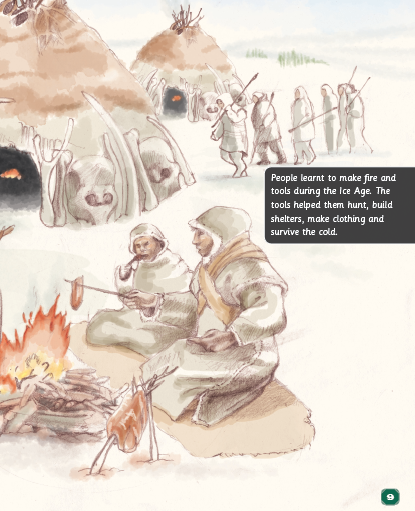 People learnt to make fire and
tools during the Ice Age. The
tools helped them hunt, build
shelters, make clothing and
survive the cold.
9